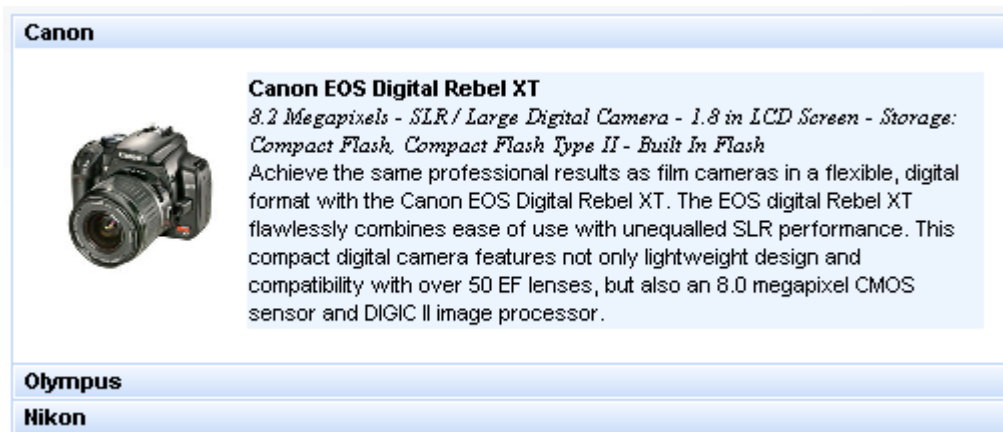 Canon
Canon EOS Digital Rebel XT
8.2 Megapixels - SLR / Large Digital Camera - 1.8 in LCD Screen - Storage:
Compact Flash, Compact Flash Type II - Built In Flash
Achieve the same professional results as film cameras in a flexible, digital
format with the Canon EOS Digital Rebel XT. The EOS digital Rebel XT
flawlessly combines ease of use with unequalled SLR performance. This
compact digital camera features not only lightweight design and
compatibility with over 50 EF lenses, but also an 8.0 megapixel CMOS
sensor and DIGIC II image processor.
Olympus
Nikon